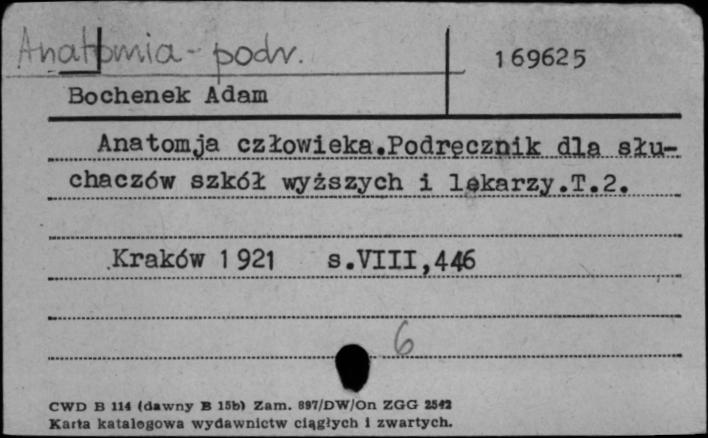 Anatomia - podr.
169625
Bochenek Adam
Anatomja człowieka.Podręcznik dla słu-
chaczów szkół wyższych i lekarzy.T.2.
Kraków 1921 s.VIII,446
6
CWD B 114 (dawny B 15b) Zam. 897/DW/On ZGG 2542
Karta katalogowa wydawnictw ciągłych i zwartych.